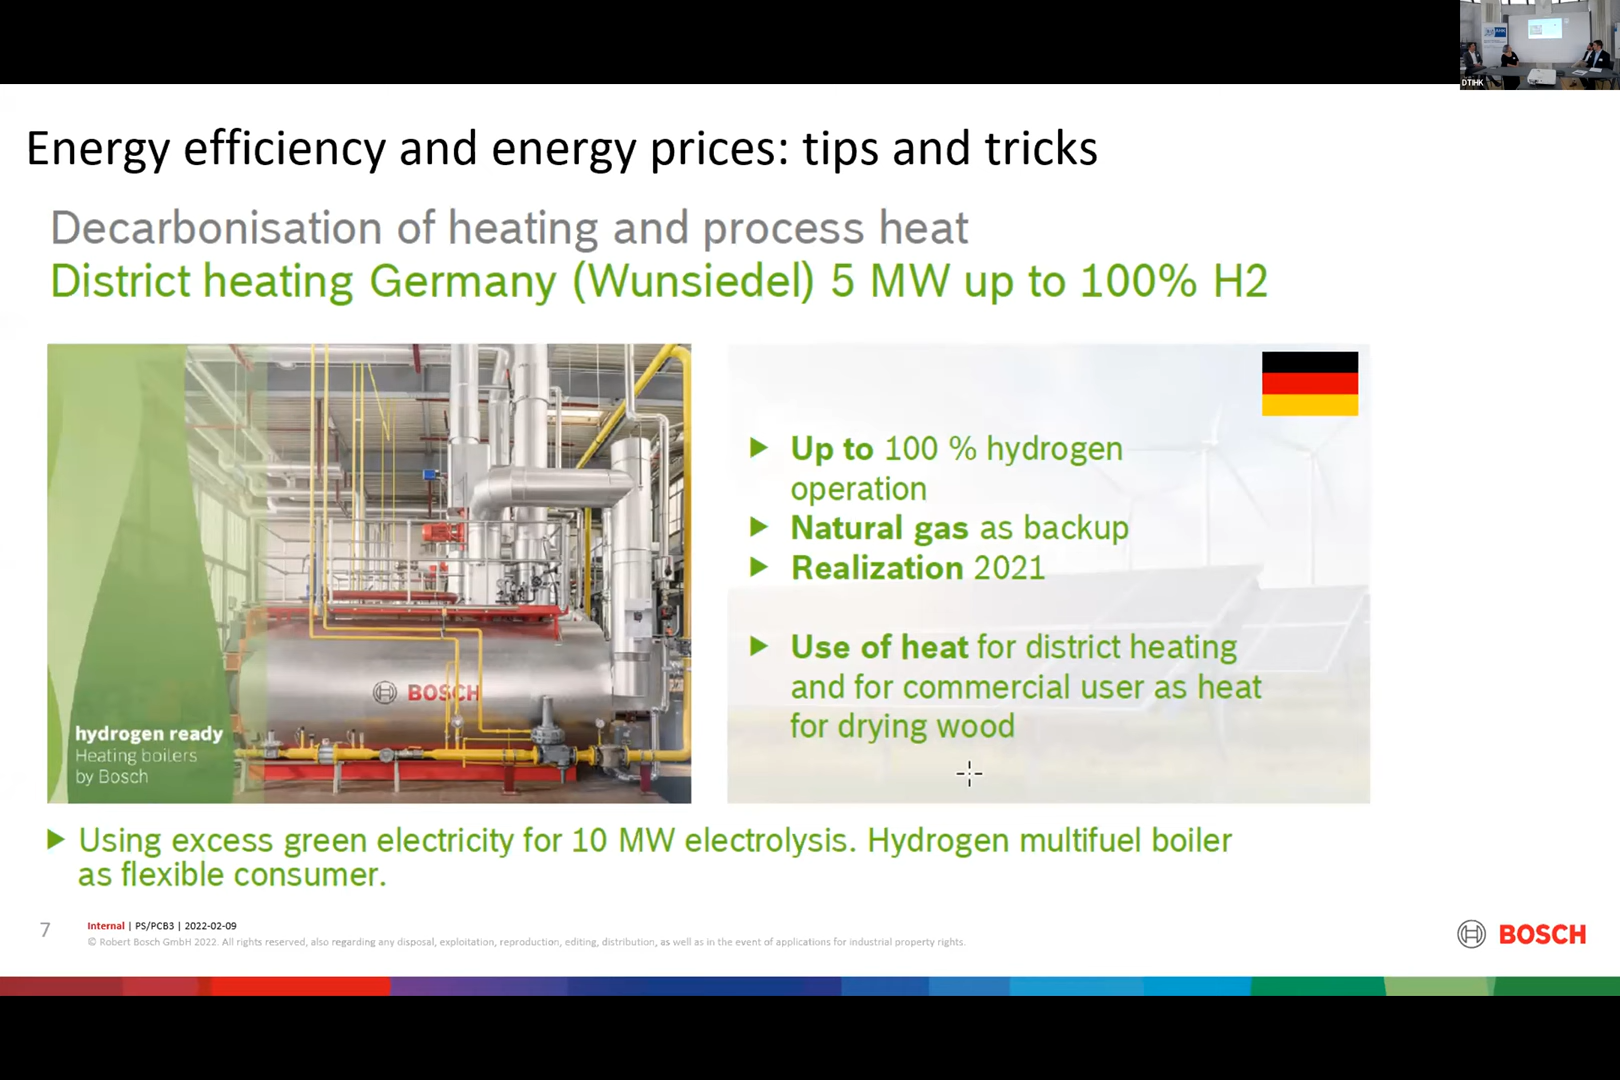 DTIHK
Energy efficiency and energy prices: tips and tricks
Decarbonisation of heating and process heat
District heating Germany (Wunsiedel) 5 MW up to 100% H2
BOSCH
hydrogen ready
Heating boilers
by Bosch
Up to 100 % hydrogen
operation
Natural gas as backup
Realization 2021
Use of heat for district heating
and for commercial user as heat
for drying wood
Using excess green electricity for 10 MW electrolysis. Hydrogen multifuel boiler
as flexible consumer.
7
Internal | PS/PCB3 | 2022-02-09
© Robert Bosch GmbH 2022. All rights reserved, also regarding any disposal, exploitation, reproduction, editing, distribution, as well as in the event of applications for industrial property rights.
BOSCH